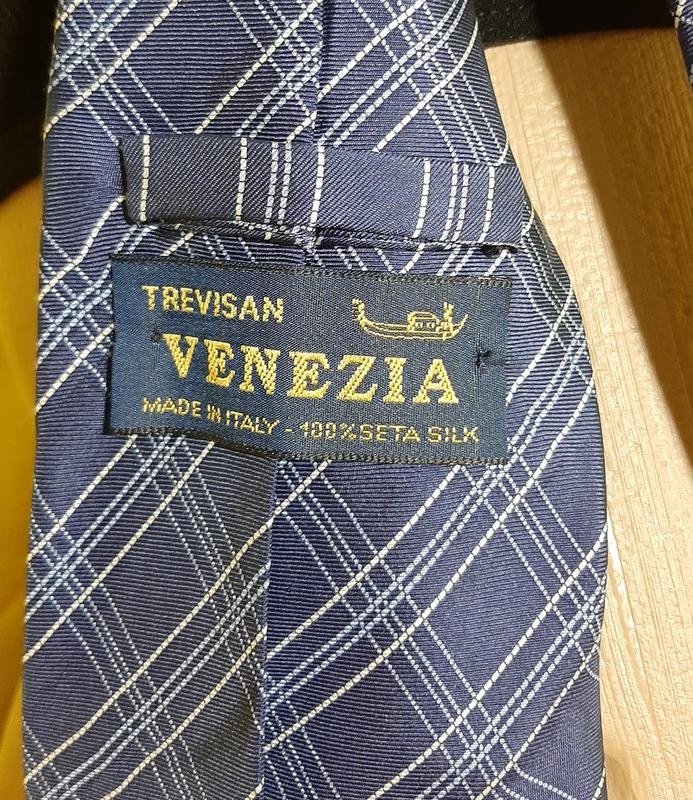 TREVISAN
VENEZIA
MADE IN ITALY - 100% SETA SILK